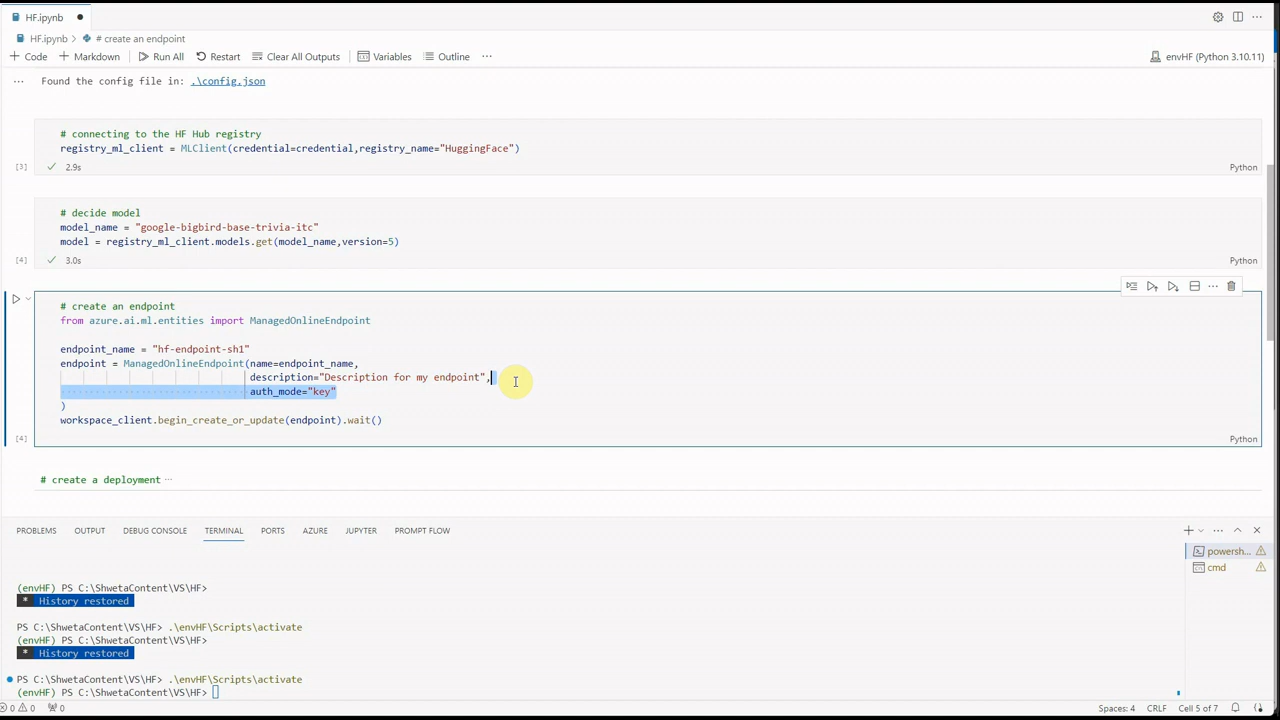 HF.ipynb ●
HF.ipynb > # create an endpoint
+ Code + Markdown Run All Restart Clear All Outputs Variables Outline ··· envHF (Python 3.10.11)
··· Found the config file in: .\config.json
# connecting to the HF Hub registry
registry_ml_client = MLClient(credential=credential,registry_name="HuggingFace")
[3] ✓ 2.9s Python
# decide model
model_name = "google-bigbird-base-trivia-itc"
model = registry_ml_client.models.get(model_name,version=5)
[4] ✓ 3.0s Python
# create an endpoint
from azure.ai.ml.entities import ManagedOnlineEndpoint
endpoint_name = "hf-endpoint-sh1"
endpoint = ManagedOnlineEndpoint(name=endpoint_name,
description="Description for my endpoint",
auth_mode="key"
)
workspace_client.begin_create_or_update(endpoint).wait()
[4] Python
# create a deployment ···
PROBLEMS OUTPUT DEBUG CONSOLE TERMINAL PORTS AZURE JUPYTER PROMPT FLOW
powersh...
cmd
(envHF) PS C:\ShwetaContent\VS\HF>
* History restored
PS C:\ShwetaContent\VS\HF> .\envHF\Scripts\activate
(envHF) PS C:\ShwetaContent\VS\HF>
* History restored
PS C:\ShwetaContent\VS\HF> .\envHF\Scripts\activate
(envHF) PS C:\ShwetaContent\VS\HF>
0 0 0 Spaces: 4 CRLF Cell 5 of 7